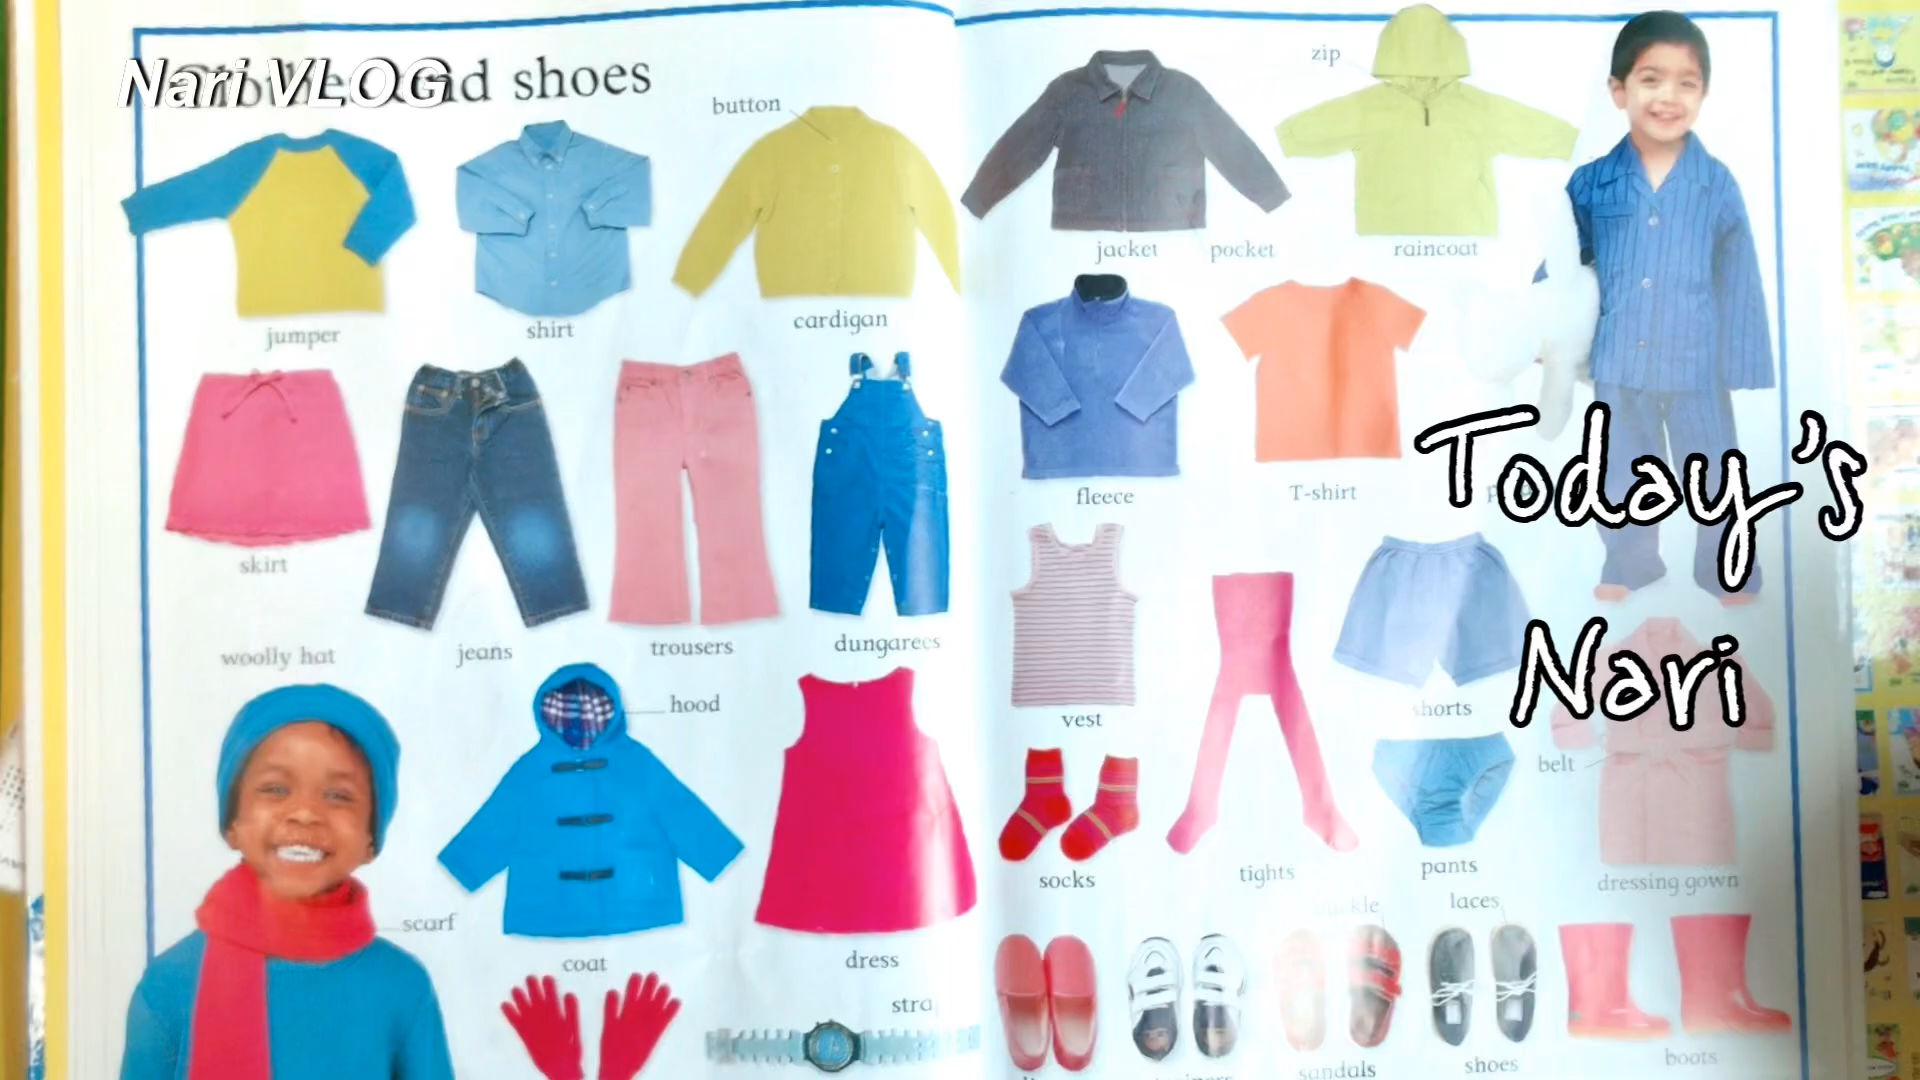 Nari VLOG
and shoes
button
zip
jumper
shirt
cardigan
jacket
pocket
raincoat
fleece
T-shirt
Today's
Nari
skirt
woolly hat
jeans
trousers
dungarees
hood
vest
shorts
belt
scarf
coat
dress
socks
tights
pants
dressing gown
laces
sandals
shoes
boots